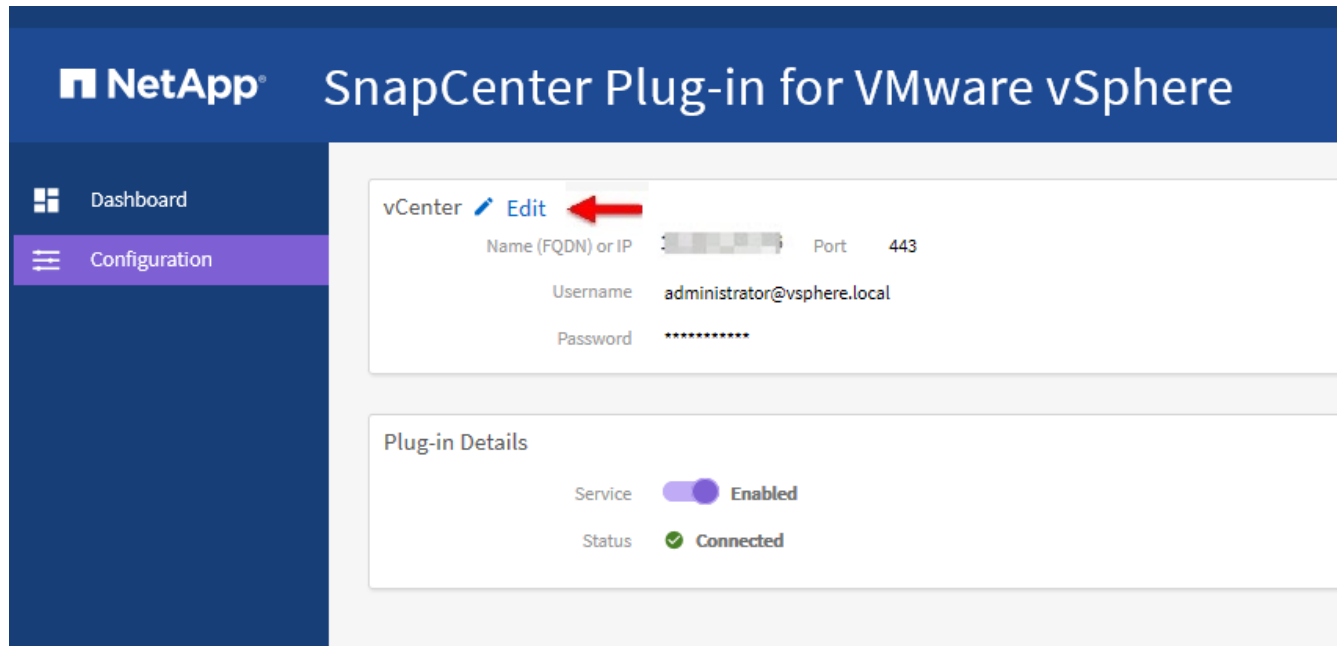 NetApp® SnapCenter Plug-in for VMware vSphere
Dashboard
Configuration
vCenter Edit
Name (FQDN) or IP Port 443
Username administrator@vsphere.local
Password ***********
Plug-in Details
Service Enabled
Status Connected